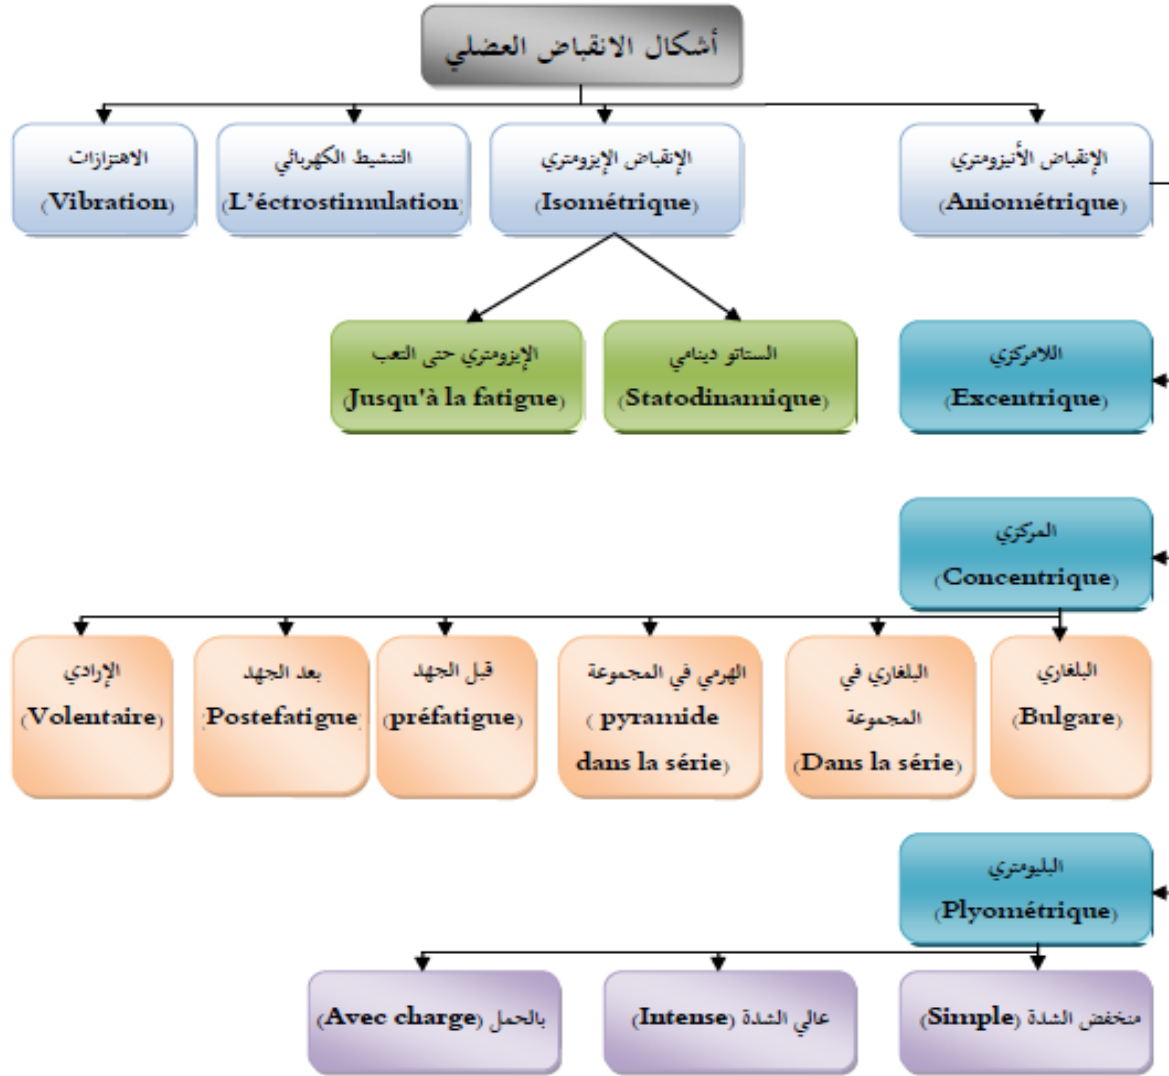 أشكال الانقباض العضلي
الإنقباض الأنيزومتري
(Aniométrique)
الإنقباض الإيزومتري
(Isométrique)
التنشيط الكهربائي
(L'éctrostimulation)
الاهتزازات
(Vibration)
اللامركزي
(Excentrique)
الستاتو دينامي
(Statodinamique)
الإيزومتري حتى التعب
(Jusqu'à la fatigue)
المركزي
(Concentrique)
البلغاري
(Bulgare)
البلغاري في
المجموعة
(Dans la série)
الهرمي في المجموعة
( pyramide
dans la série)
قبل الجهد
(préfatigue)
بعد الجهد
(Postefatigue)
الإرادي
(Volentaire)
البليومتري
(Plyométrique)
منخفض الشدة (Simple)
عالي الشدة (Intense)
بالحمل (Avec charge)